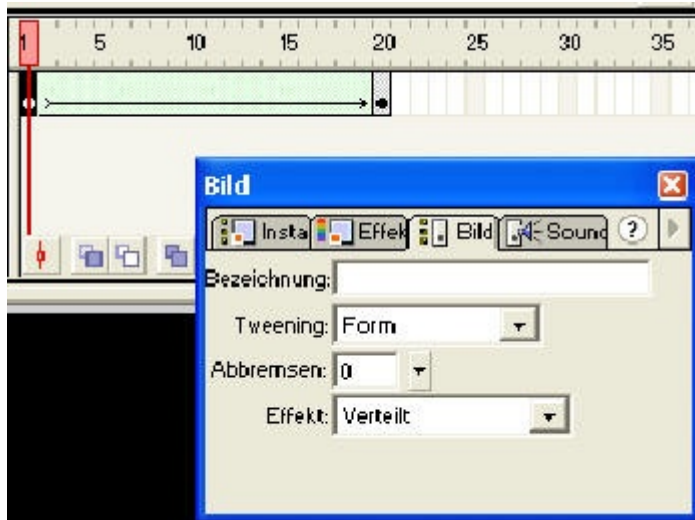 1 5 10 15 20 25 30 35
Bild
Insta Effek Bild Sound ?
Bezeichnung:
Tweening: Form
Abbremsen: 0
Effekt: Verteilt